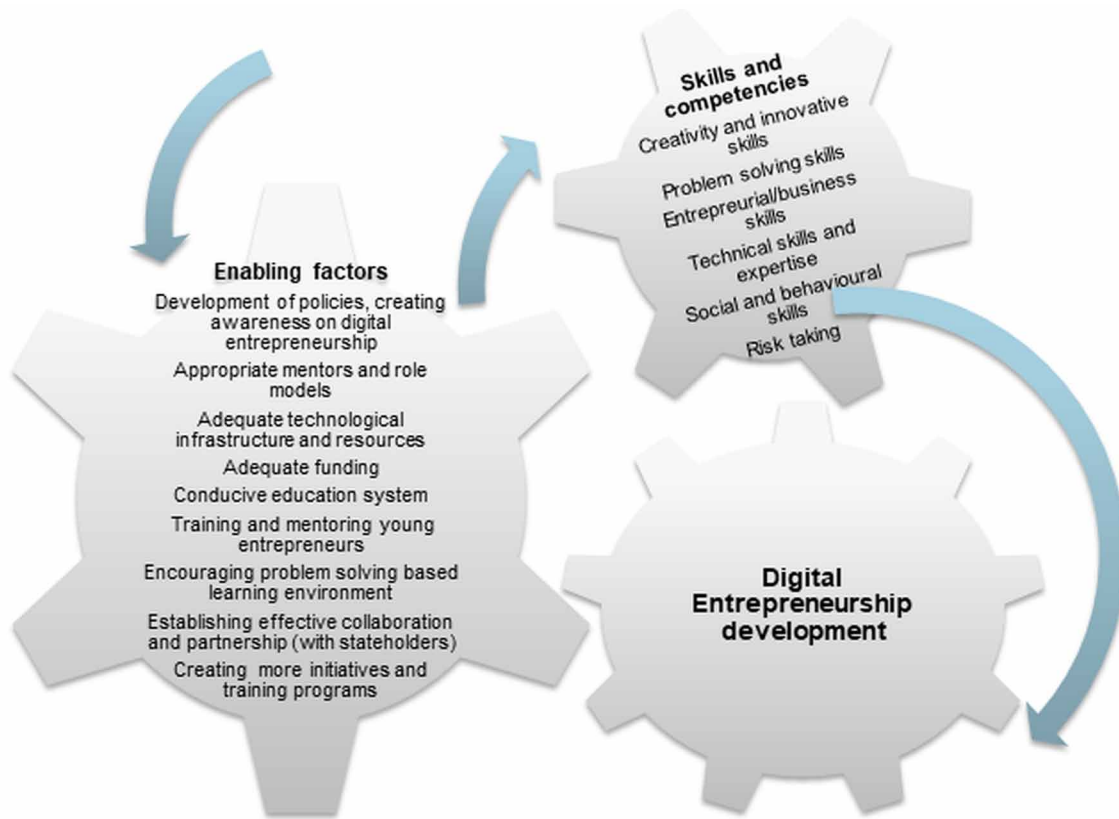 Enabling factors
Development of policies, creating
awareness on digital
entrepreneurship
Appropriate mentors and role
models
Adequate technological
infrastructure and resources
Adequate funding
Conducive education system
Training and mentoring young
entrepreneurs
Encouraging problem solving based
learning environment
Establishing effective collaboration
and partnership (with stateholders)
Creating more initiatives and
training programs
Skills and
competencies
Creativity and innovative
skills
Problem solving skills
Entrepreurial/business
skills
Technical skills and
expertise
Social and behavioural
skills
Risk taking
Digital
Entrepreneurship
development